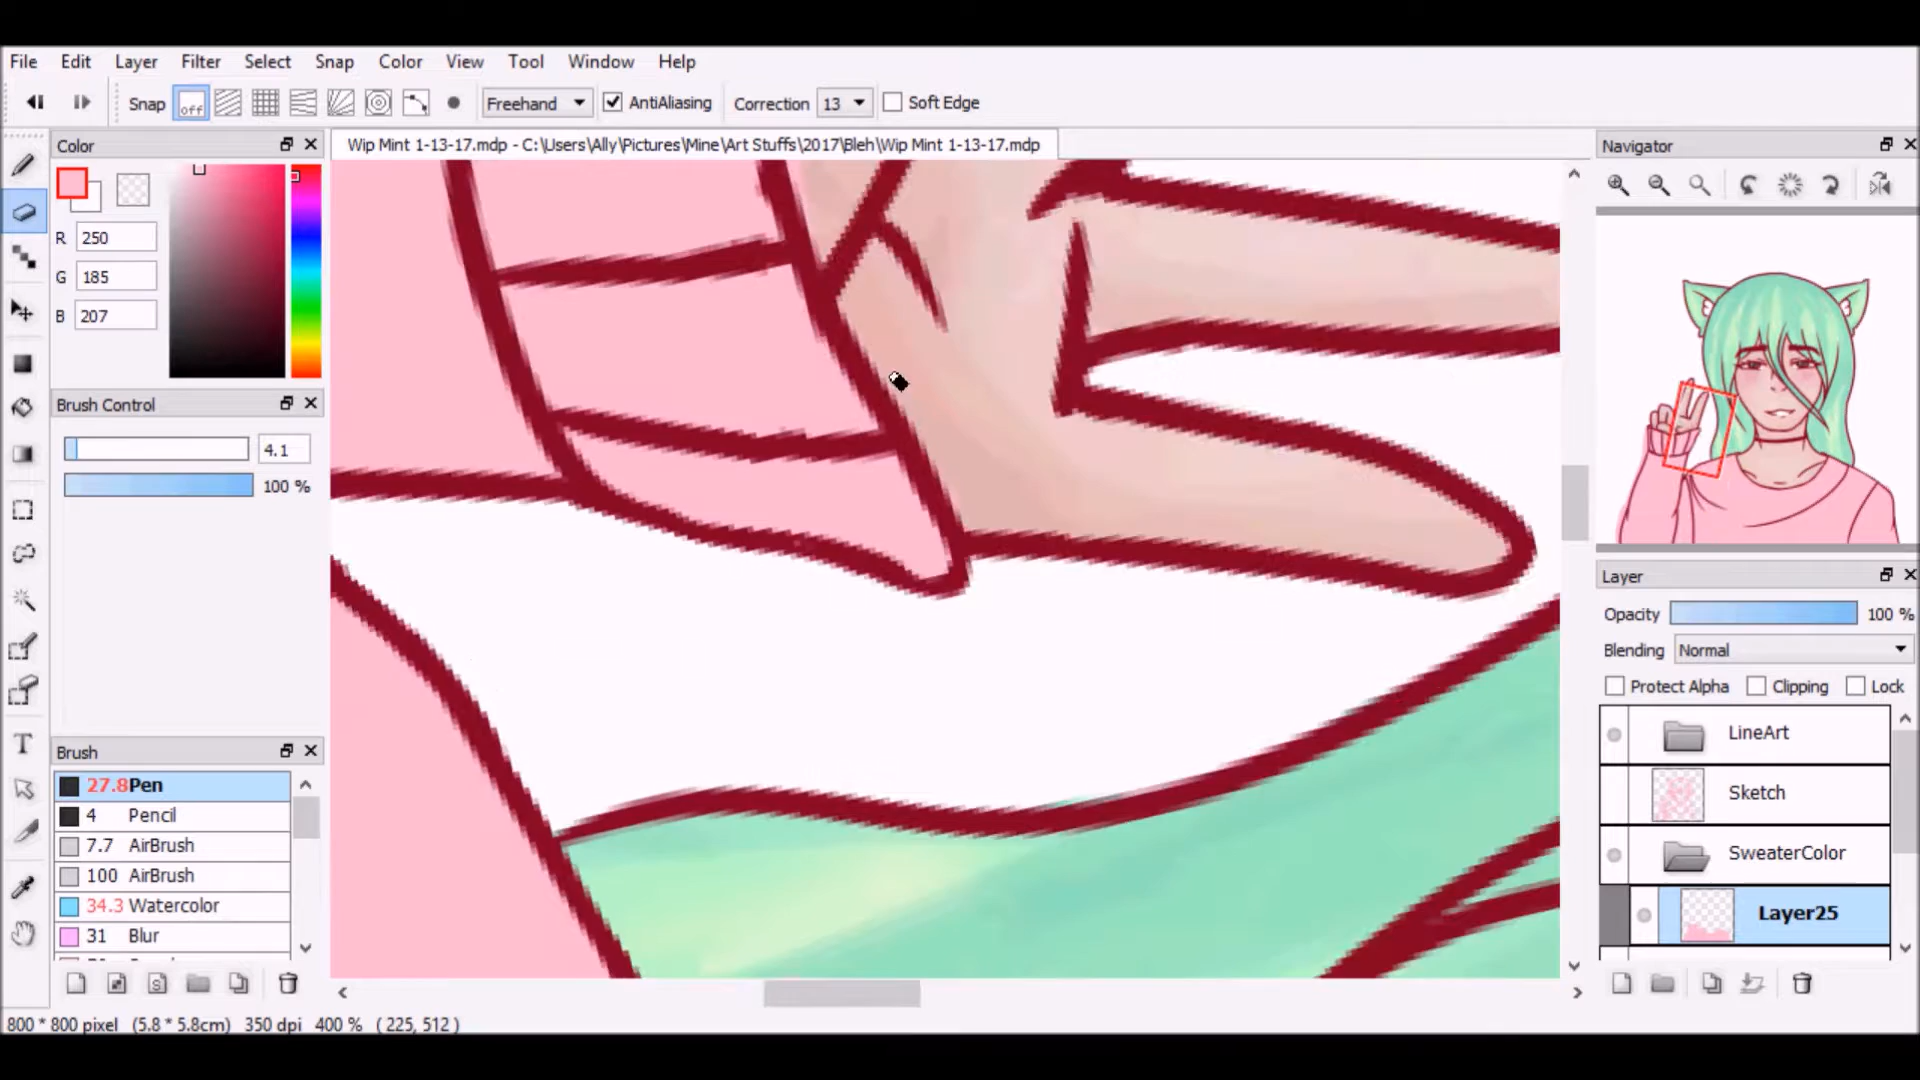 File Edit Layer Filter Select Snap Color View Tool Window Help
Snap off Freehand AntiAliasing Correction 13 Soft Edge
Color
R 250
G 185
B 207
Brush Control
4.1
100 %
Brush
27.8 Pen
4 Pencil
7.7 AirBrush
100 AirBrush
34.3 Watercolor
31 Blur
S
T
Wip Mint 1-13-17.mdp - C:\Users\Ally\Pictures\Mine\Art Stuffs\2017\Bleh\Wip Mint 1-13-17.mdp
Navigator
Layer
Opacity 100 %
Blending Normal
Protect Alpha Clipping Lock
LineArt
Sketch
SweaterColor
Layer25
800 * 800 pixel (5.8 * 5.8cm) 350 dpi 400 % ( 225, 512 )